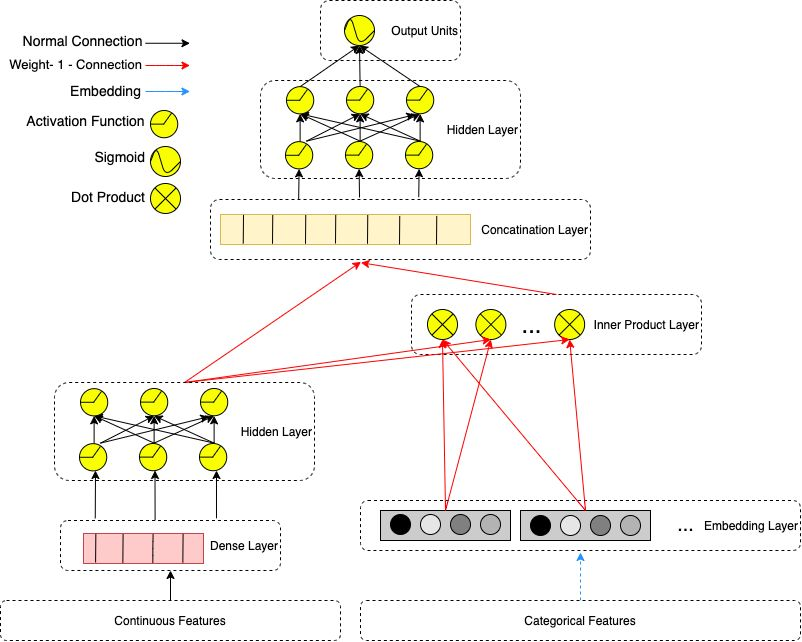 Output Units
Normal Connection
Weight- 1 - Connection
Embedding
Activation Function
Sigmoid
Dot Product
Hidden Layer
Concatination Layer
Inner Product Layer
...
Hidden Layer
... Embedding Layer
Dense Layer
Continuous Features
Categorical Features